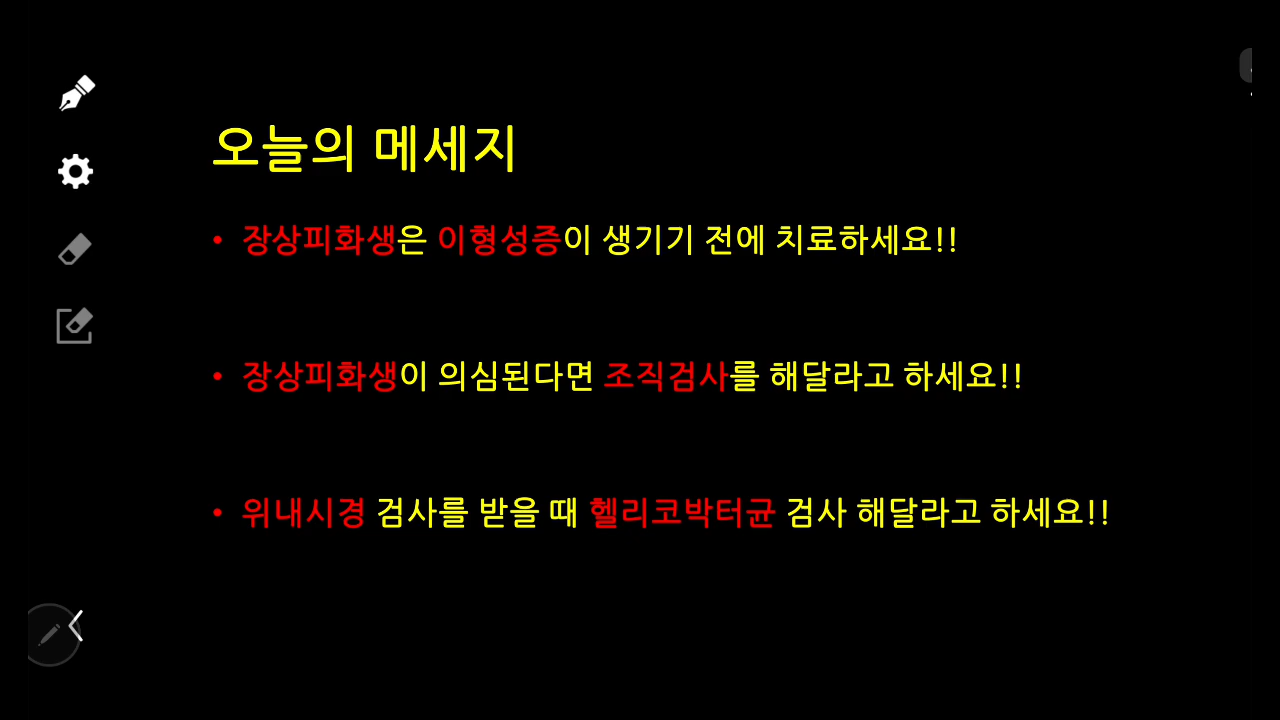 오늘의 메세지
• 장상피화생은 이형성증이 생기기 전에 치료하세요!!
• 장상피화생이 의심된다면 조직검사를 해달라고 하세요!!
• 위내시경 검사를 받을 때 헬리코박터균 검사 해달라고 하세요!!